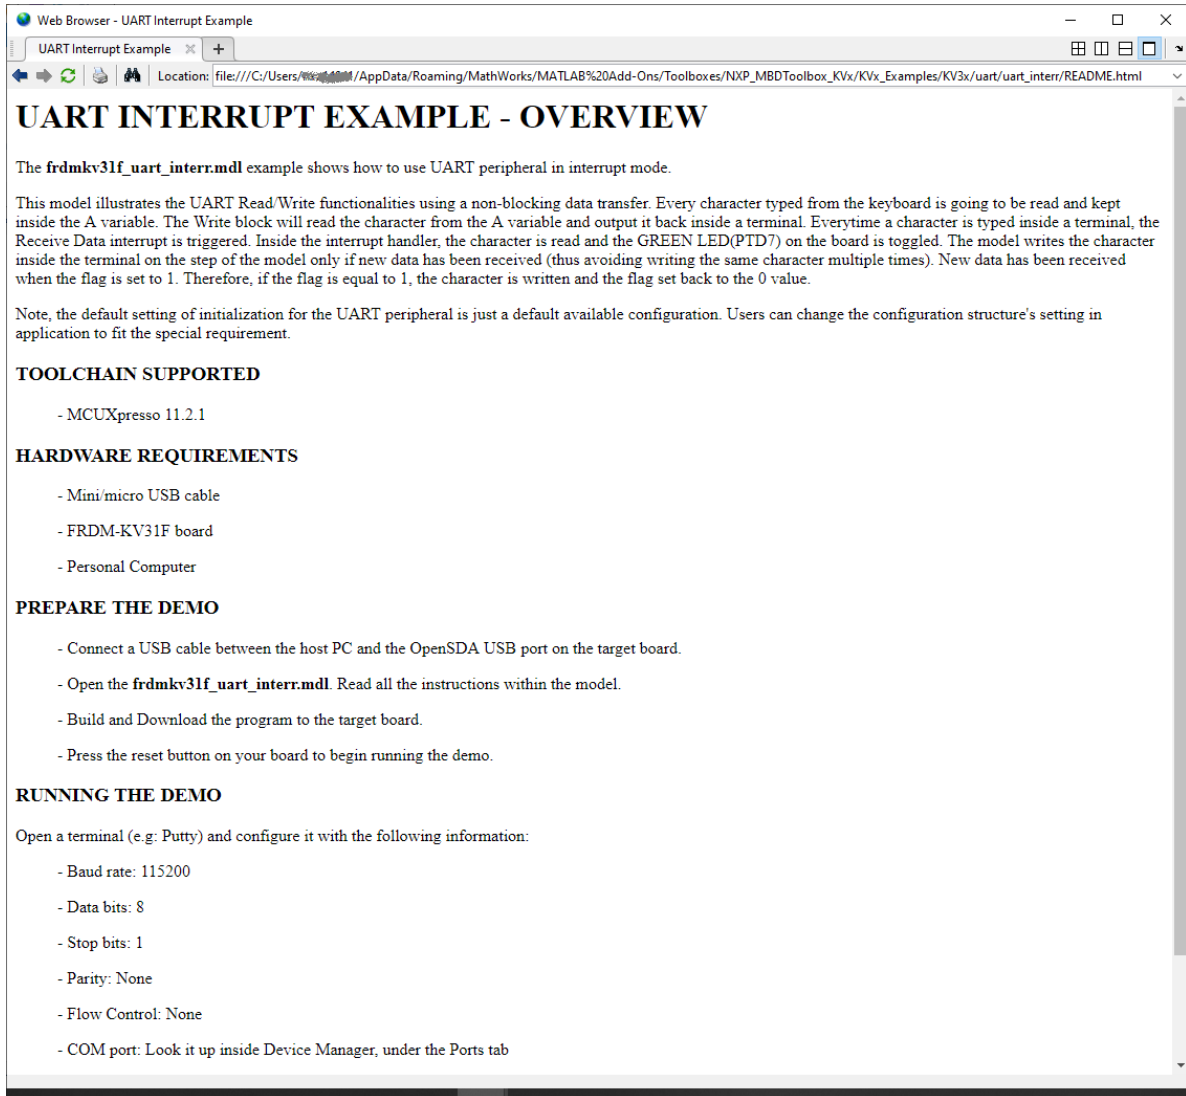 Web Browser - UART Interrupt Example
UART Interrupt Example
Location: file:///C:/Users/ /AppData/Roaming/MathWorks/MATLAB%20Add-Ons/Toolboxes/NXP_MBDToolbox_KVx/KVx_Examples/KV3x/uart/uart_interr/README.html
UART INTERRUPT EXAMPLE - OVERVIEW
The frdmkv31f_uart_interr.mdl example shows how to use UART peripheral in interrupt mode.
This model illustrates the UART Read/Write functionalities using a non-blocking data transfer. Every character typed from the keyboard is going to be read and kept
inside the A variable. The Write block will read the character from the A variable and output it back inside a terminal. Everytime a character is typed inside a terminal, the
Receive Data interrupt is triggered. Inside the interrupt handler, the character is read and the GREEN LED(PTD7) on the board is toggled. The model writes the character
inside the terminal on the step of the model only if new data has been received (thus avoiding writing the same character multiple times). New data has been received
when the flag is set to 1. Therefore, if the flag is equal to 1, the character is written and the flag set back to the 0 value.
Note, the default setting of initialization for the UART peripheral is just a default available configuration. Users can change the configuration structure's setting in
application to fit the special requirement.
TOOLCHAIN SUPPORTED
- MCUXpresso 11.2.1
HARDWARE REQUIREMENTS
- Mini/micro USB cable
- FRDM-KV31F board
- Personal Computer
PREPARE THE DEMO
- Connect a USB cable between the host PC and the OpenSDA USB port on the target board.
- Open the frdmkv31f_uart_interr.mdl. Read all the instructions within the model.
- Build and Download the program to the target board.
- Press the reset button on your board to begin running the demo.
RUNNING THE DEMO
Open a terminal (e.g: Putty) and configure it with the following information:
- Baud rate: 115200
- Data bits: 8
- Stop bits: 1
- Parity: None
- Flow Control: None
- COM port: Look it up inside Device Manager, under the Ports tab